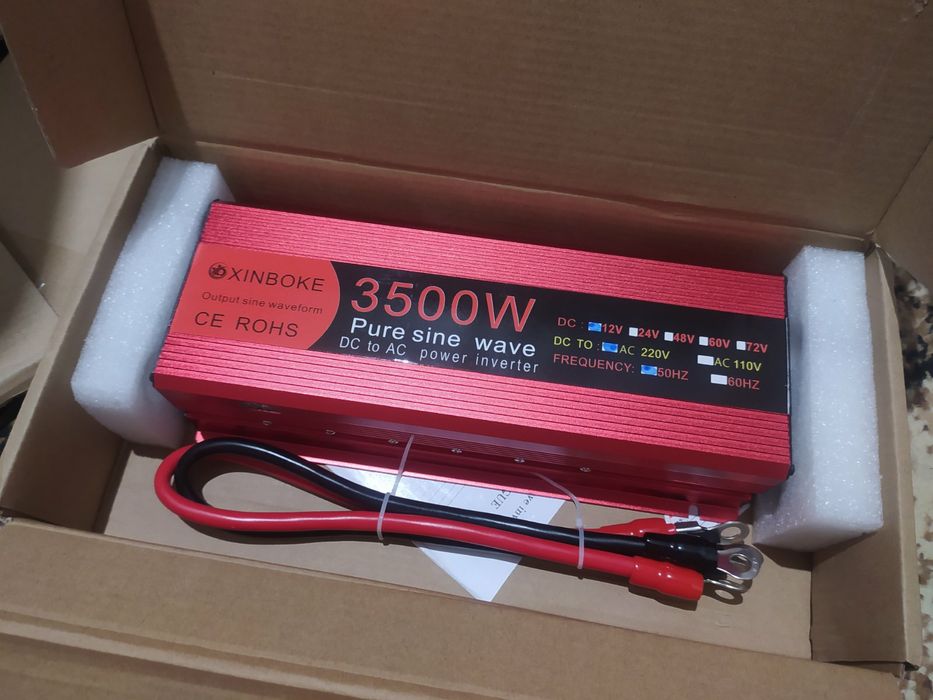 XINBOKE
Output sine waveform
CE ROHS
3500W
Pure sine wave
DC to AC power inverter
DC : 12V 24V 48V 60V 72V
DC TO : AC 220V AC 110V
FREQUENCY: 50HZ 60HZ